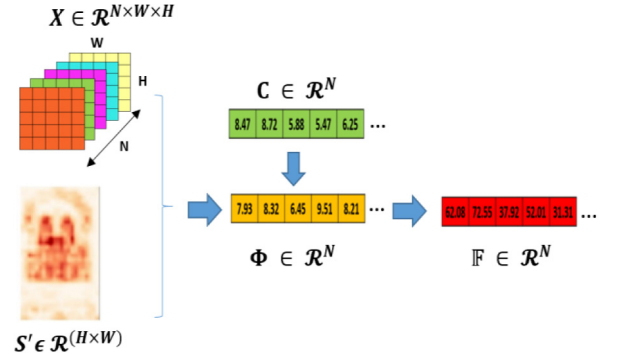 X ∈ ℛ^{N×W×H}
W
H
N
C ∈ ℛ^N
8.47 8.72 5.88 5.47 6.25 ...
7.93 8.32 6.45 9.51 8.21 ...
62.08 72.55 37.92 52.01 31.31 ...
Φ ∈ ℛ^N
𝔽 ∈ ℛ^N
S' ϵ ℛ^{(H×W)}